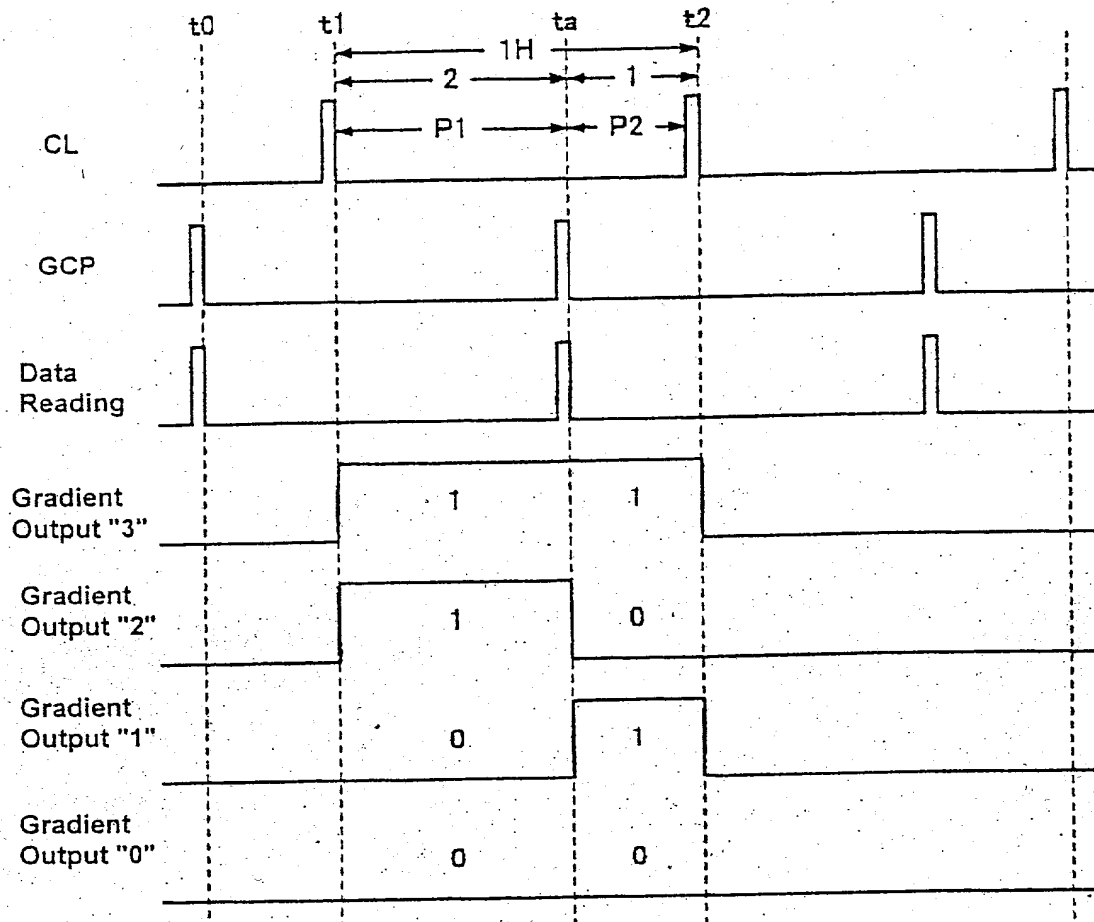 t0 t1 ta t2
1H
2 1
P1 P2
CL
GCP
Data
Reading
Gradient
Output "3"
1 1
Gradient
Output "2"
1 0
Gradient
Output "1"
0 1
Gradient
Output "0"
0 0